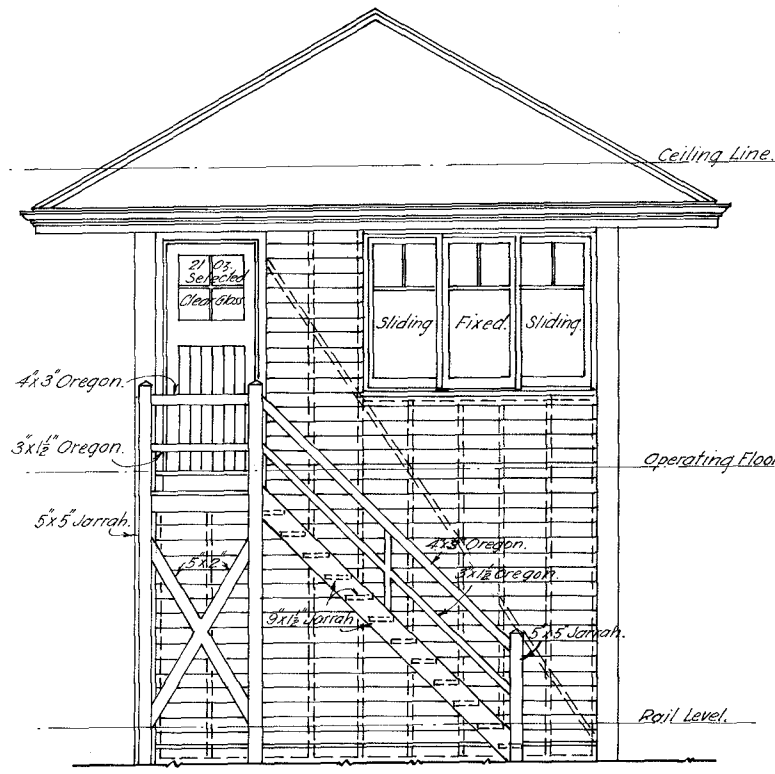 Ceiling Line.
21 Oz.
Selected
Clear Glass
Sliding
Fixed.
Sliding
4"x3" Oregon.
3"x1½" Oregon.
Operating Floor
5"x5" Jarrah.
5"x2"
4"x3" Oregon.
3"x1½" Oregon.
9"x1½" Jarrah
5"x5" Jarrah.
Rail Level.